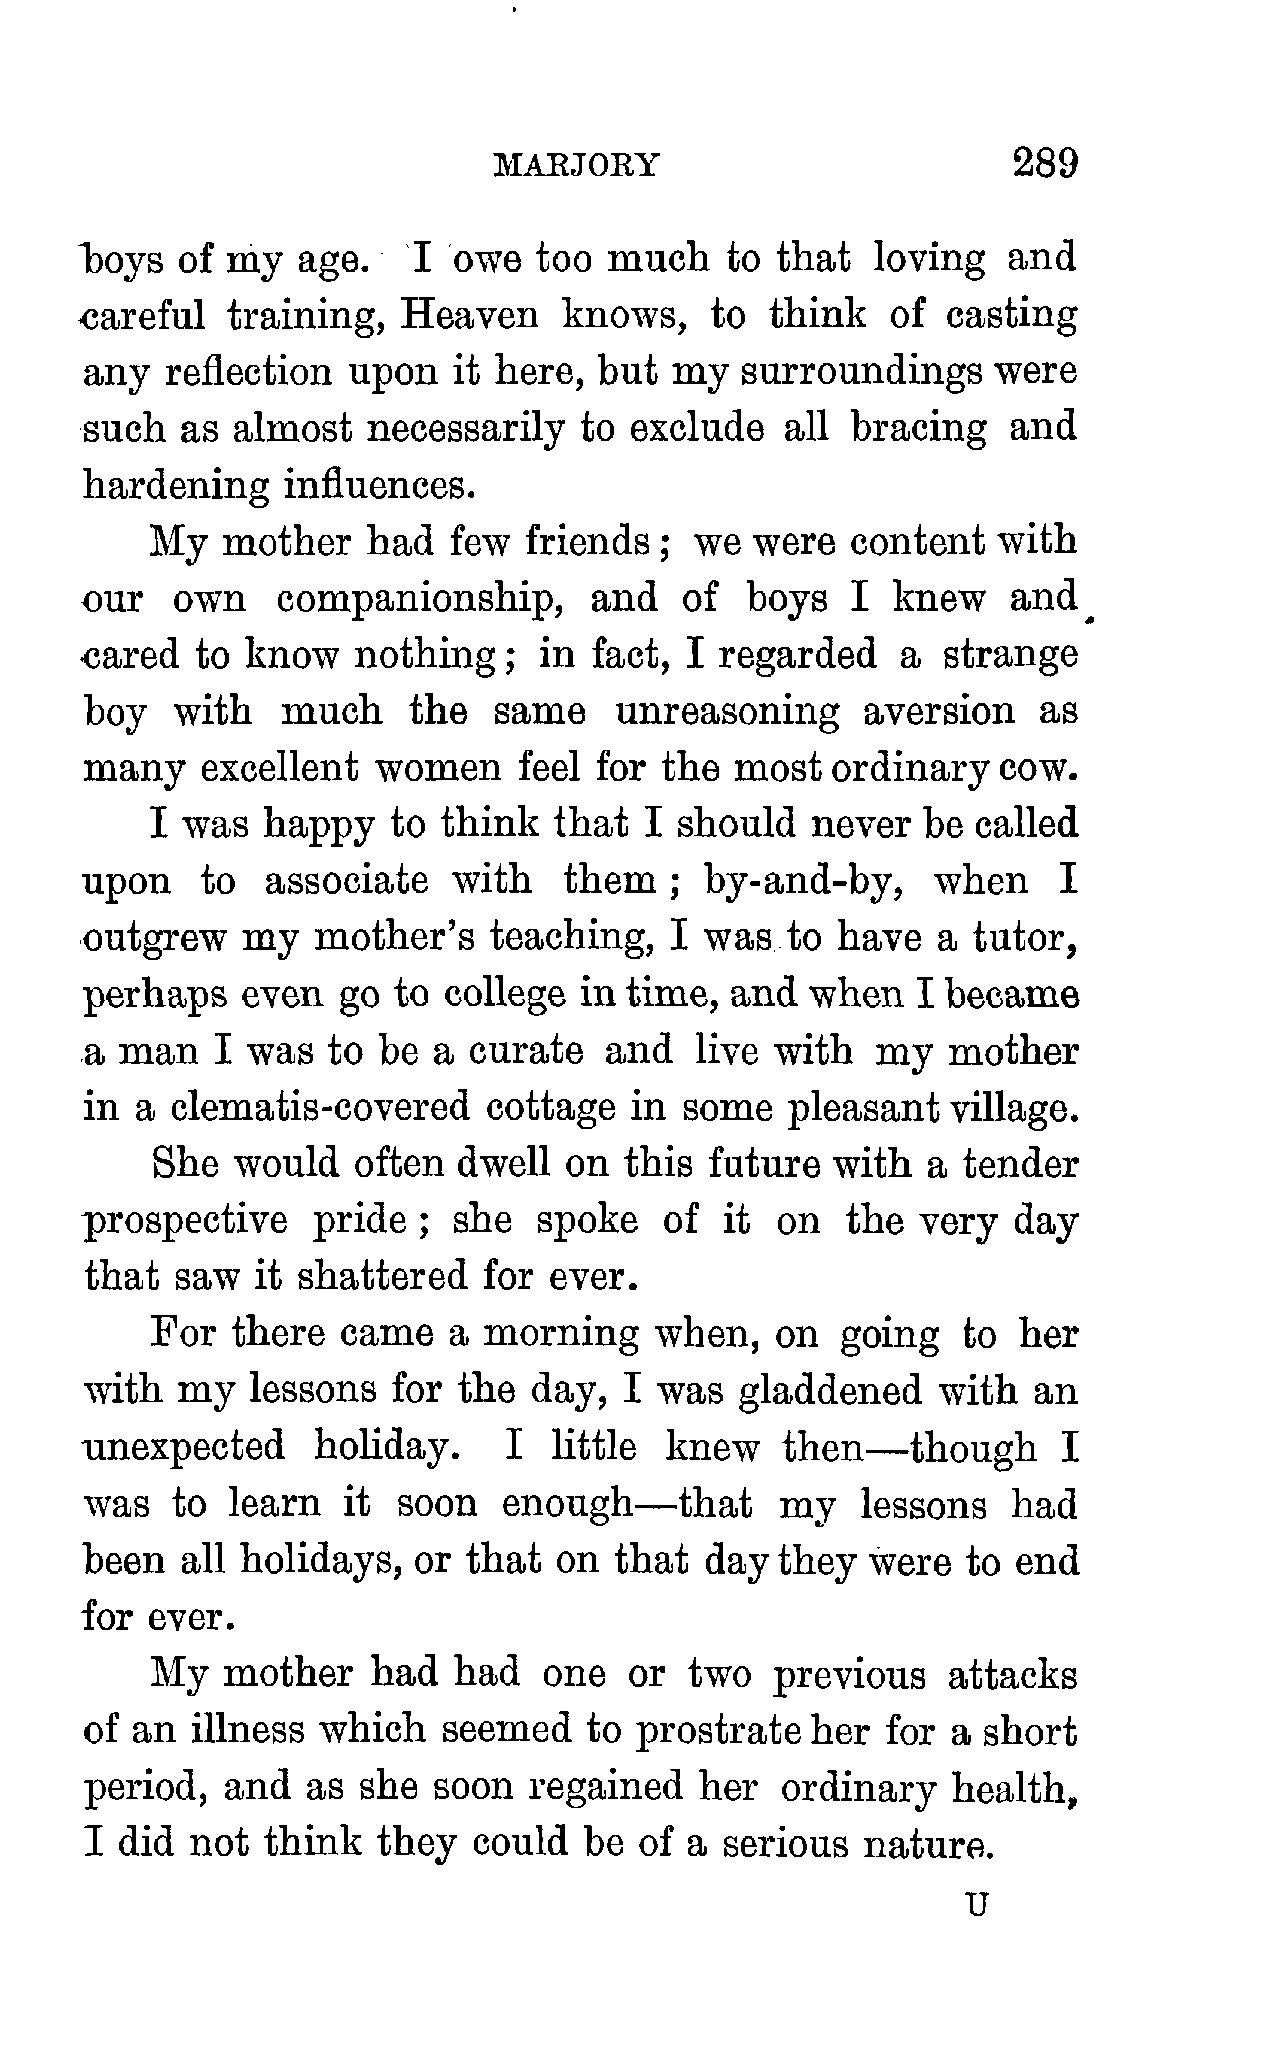 MARJORY 289
boys of my age. I owe too much to that loving and
careful training, Heaven knows, to think of casting
any reflection upon it here, but my surroundings were
such as almost necessarily to exclude all bracing and
hardening influences.
My mother had few friends ; we were content with
our own companionship, and of boys I knew and
cared to know nothing ; in fact, I regarded a strange
boy with much the same unreasoning aversion as
many excellent women feel for the most ordinary cow.
I was happy to think that I should never be called
upon to associate with them ; by-and-by, when I
outgrew my mother's teaching, I was to have a tutor,
perhaps even go to college in time, and when I became
a man I was to be a curate and live with my mother
in a clematis-covered cottage in some pleasant village.
She would often dwell on this future with a tender
prospective pride ; she spoke of it on the very day
that saw it shattered for ever.
For there came a morning when, on going to her
with my lessons for the day, I was gladdened with an
unexpected holiday. I little knew then—though I
was to learn it soon enough—that my lessons had
been all holidays, or that on that day they were to end
for ever.
My mother had had one or two previous attacks
of an illness which seemed to prostrate her for a short
period, and as she soon regained her ordinary health,
I did not think they could be of a serious nature.
U